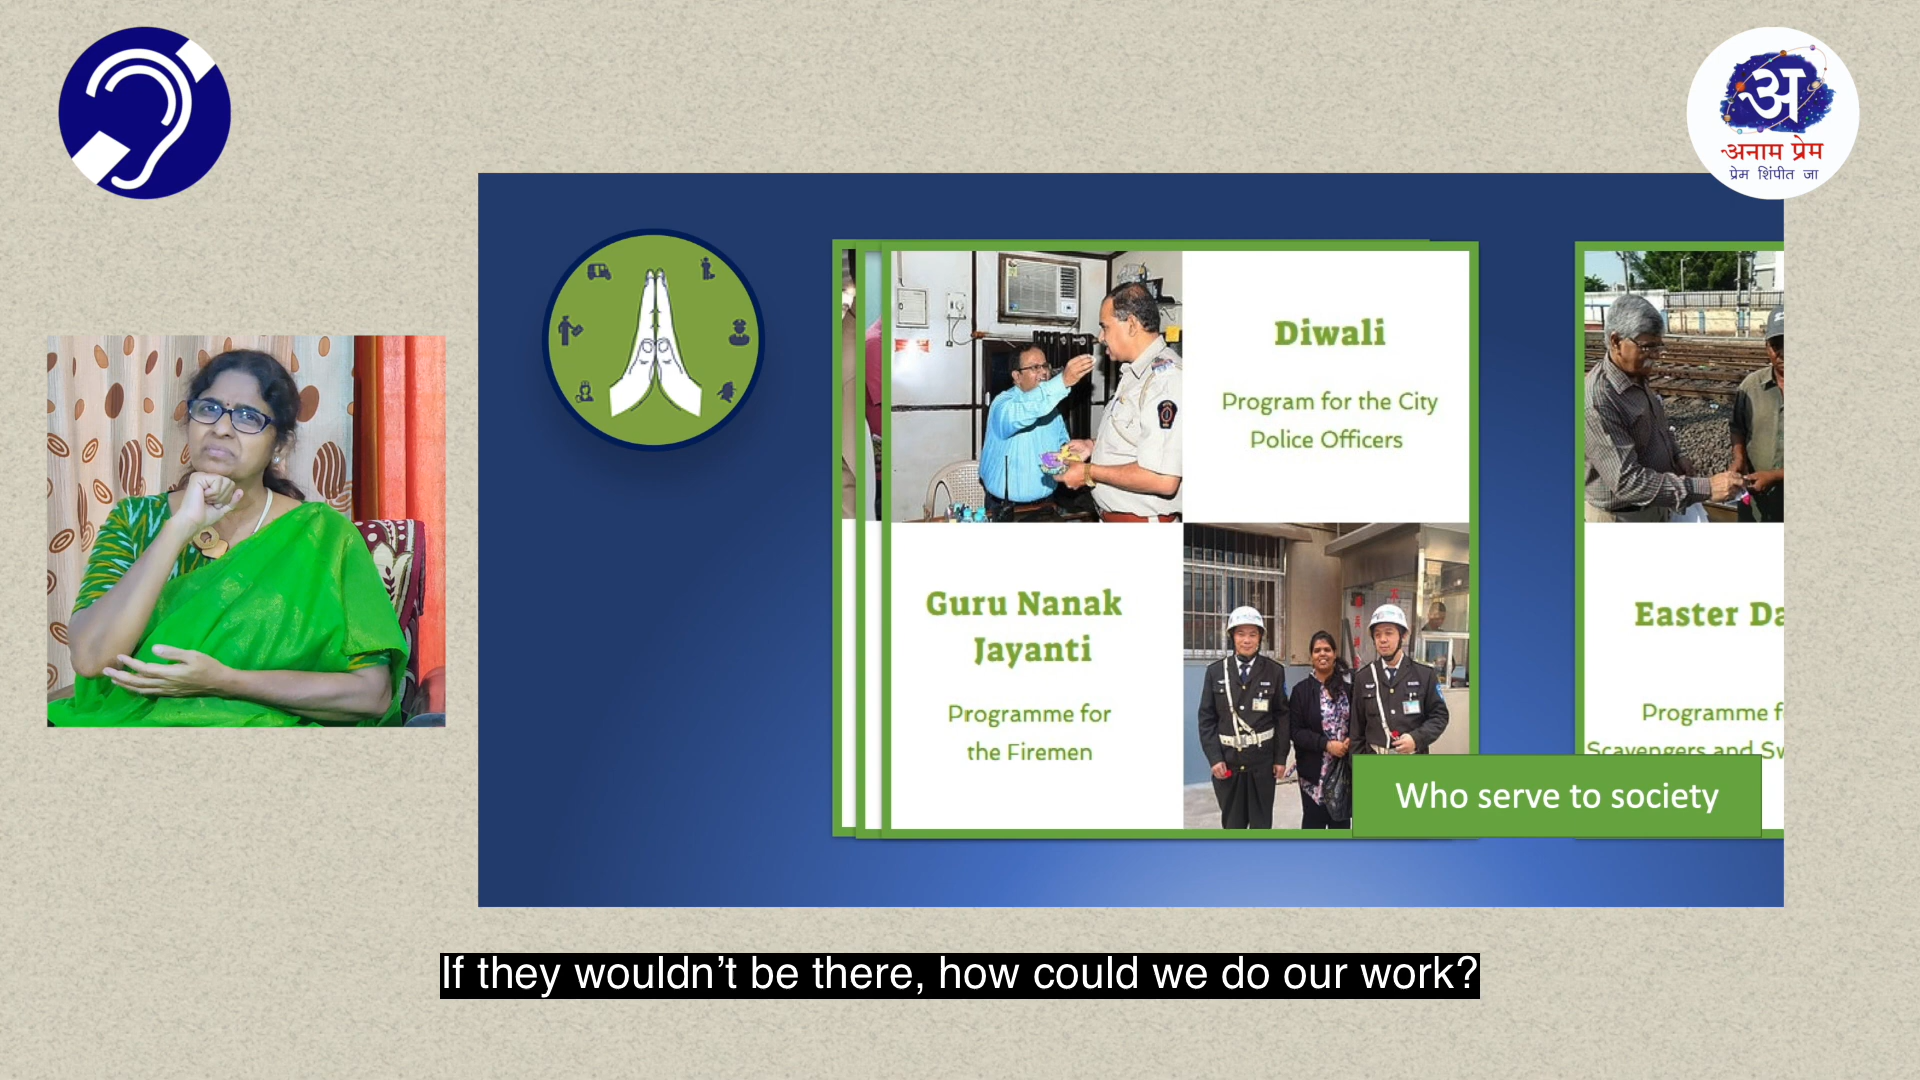 अ
अनाम प्रेम
प्रेम शिंपीत जा
Diwali
Program for the City
Police Officers
Guru Nanak
Jayanti
Programme for
the Firemen
Easter Da
Programme f
Scavengers and Sw
Who serve to society
If they wouldn’t be there, how could we do our work?